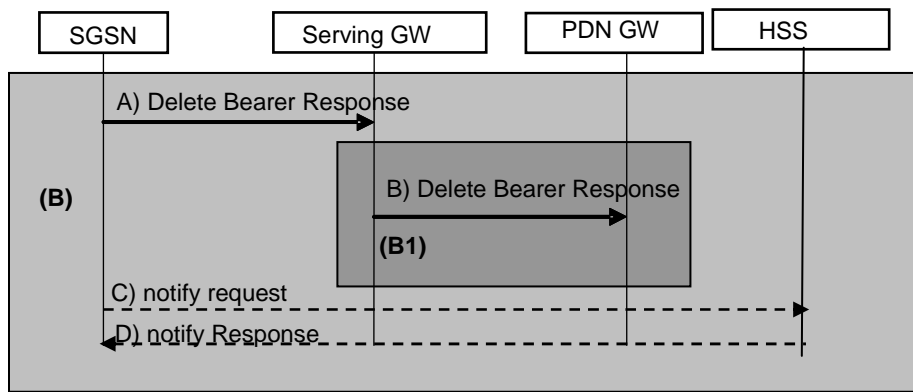 SGSN
Serving GW
PDN GW
HSS
A) Delete Bearer Response
B) Delete Bearer Response
(B)
(B1)
C) notify request
D) notify Response